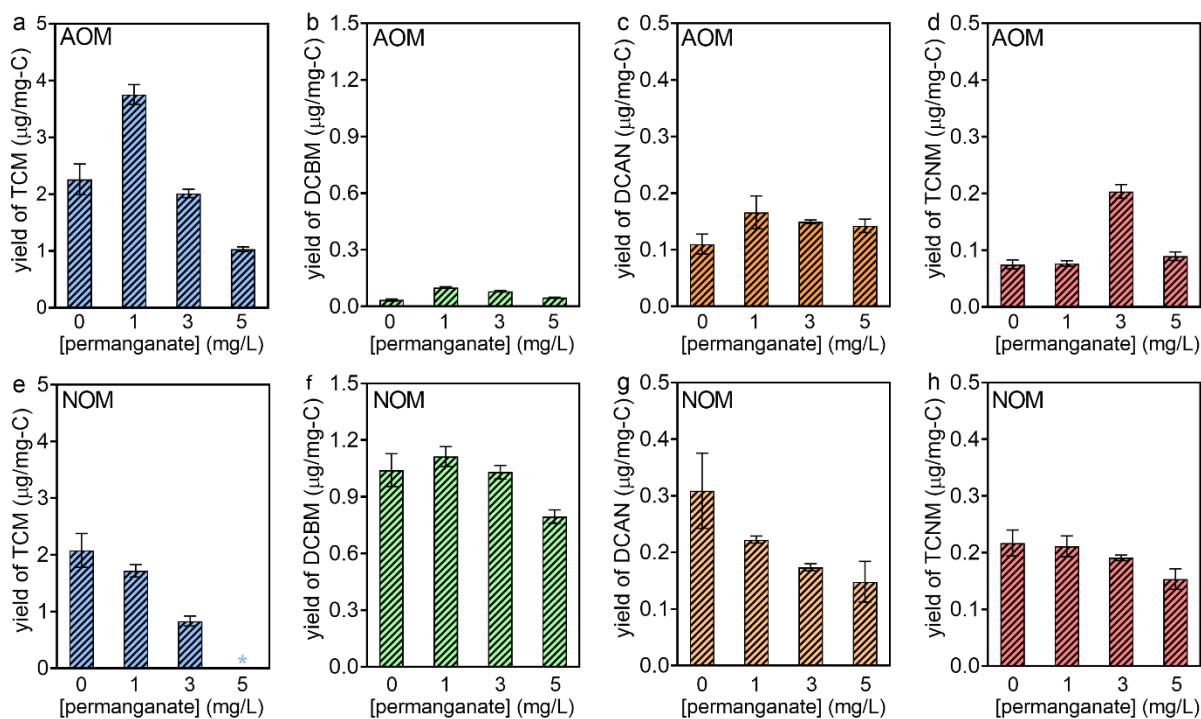 a
AOM
yield of TCM (μg/mg-C)
5
4
3
2
1
0
0 1 3 5
[permanganate] (mg/L)
b
AOM
yield of DCBM (μg/mg-C)
1.5
1.2
0.9
0.6
0.3
0.0
0 1 3 5
[permanganate] (mg/L)
c
AOM
yield of DCAN (μg/mg-C)
0.5
0.4
0.3
0.2
0.1
0.0
0 1 3 5
[permanganate] (mg/L)
d
AOM
yield of TCNM (μg/mg-C)
0.5
0.4
0.3
0.2
0.1
0.0
0 1 3 5
[permanganate] (mg/L)
e
NOM
yield of TCM (μg/mg-C)
5
4
3
2
1
0
*
0 1 3 5
[permanganate] (mg/L)
f
NOM
yield of DCBM (μg/mg-C)
1.5
1.2
0.9
0.6
0.3
0.0
0 1 3 5
[permanganate] (mg/L)
g
NOM
yield of DCAN (μg/mg-C)
0.5
0.4
0.3
0.2
0.1
0.0
0 1 3 5
[permanganate] (mg/L)
h
NOM
yield of TCNM (μg/mg-C)
0.5
0.4
0.3
0.2
0.1
0.0
0 1 3 5
[permanganate] (mg/L)